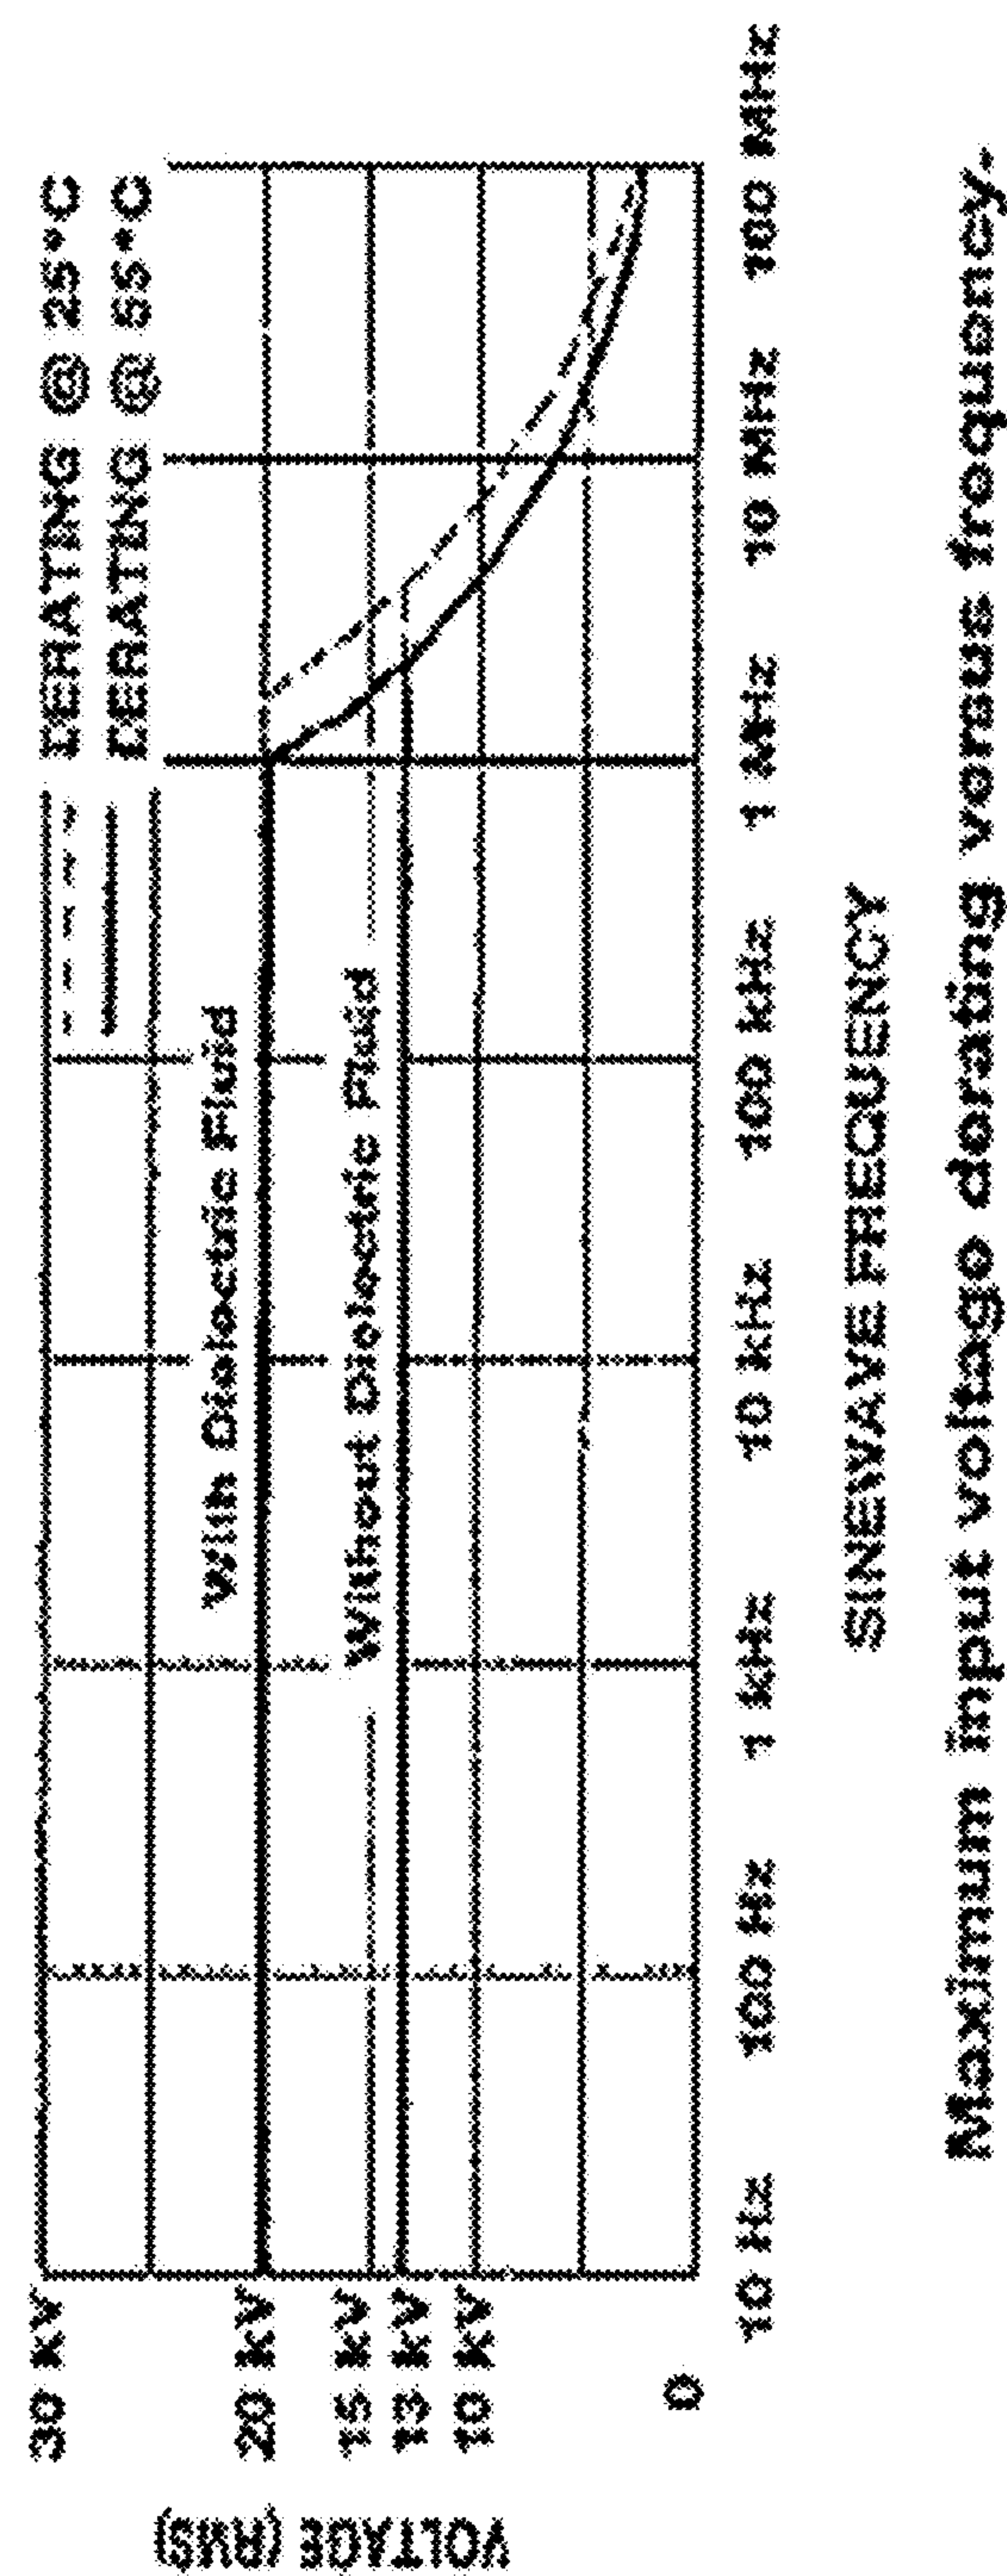 DERATING @ 25°C
DERATING @ 55°C
30 kV
20 kV
15 kV
13 kV
10 kV
0
VOLTAGE (RMS)
With Dielectric Fluid
Without Dielectric Fluid
10 Hz 100 Hz 1 kHz 10 kHz 100 kHz 1 MHz 10 MHz 100 MHz
SINEWAVE FREQUENCY
Maximum input voltage derating versus frequency.